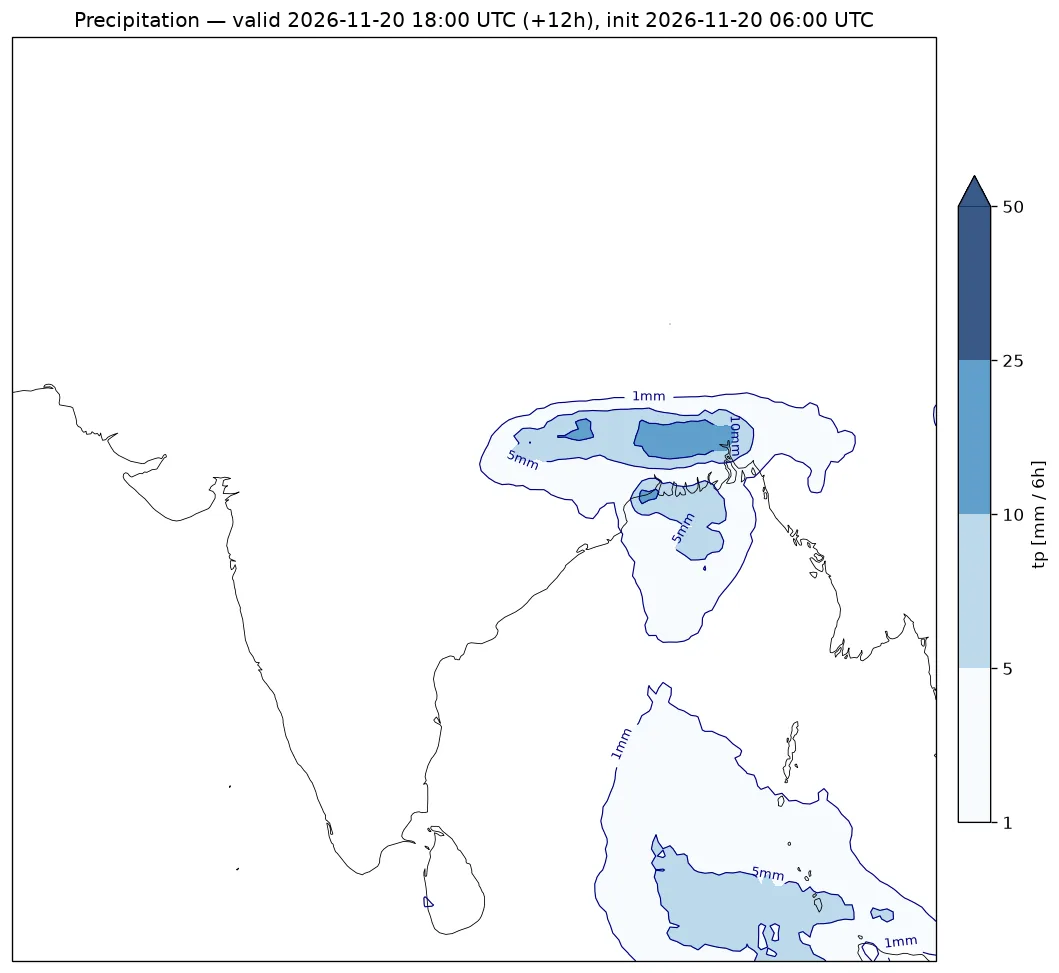 Precipitation — valid 2026-11-20 18:00 UTC (+12h), init 2026-11-20 06:00 UTC
50
25
10
5
1
tp [mm / 6h]
1mm
10mm
5mm
5mm
1mm
5mm
1mm